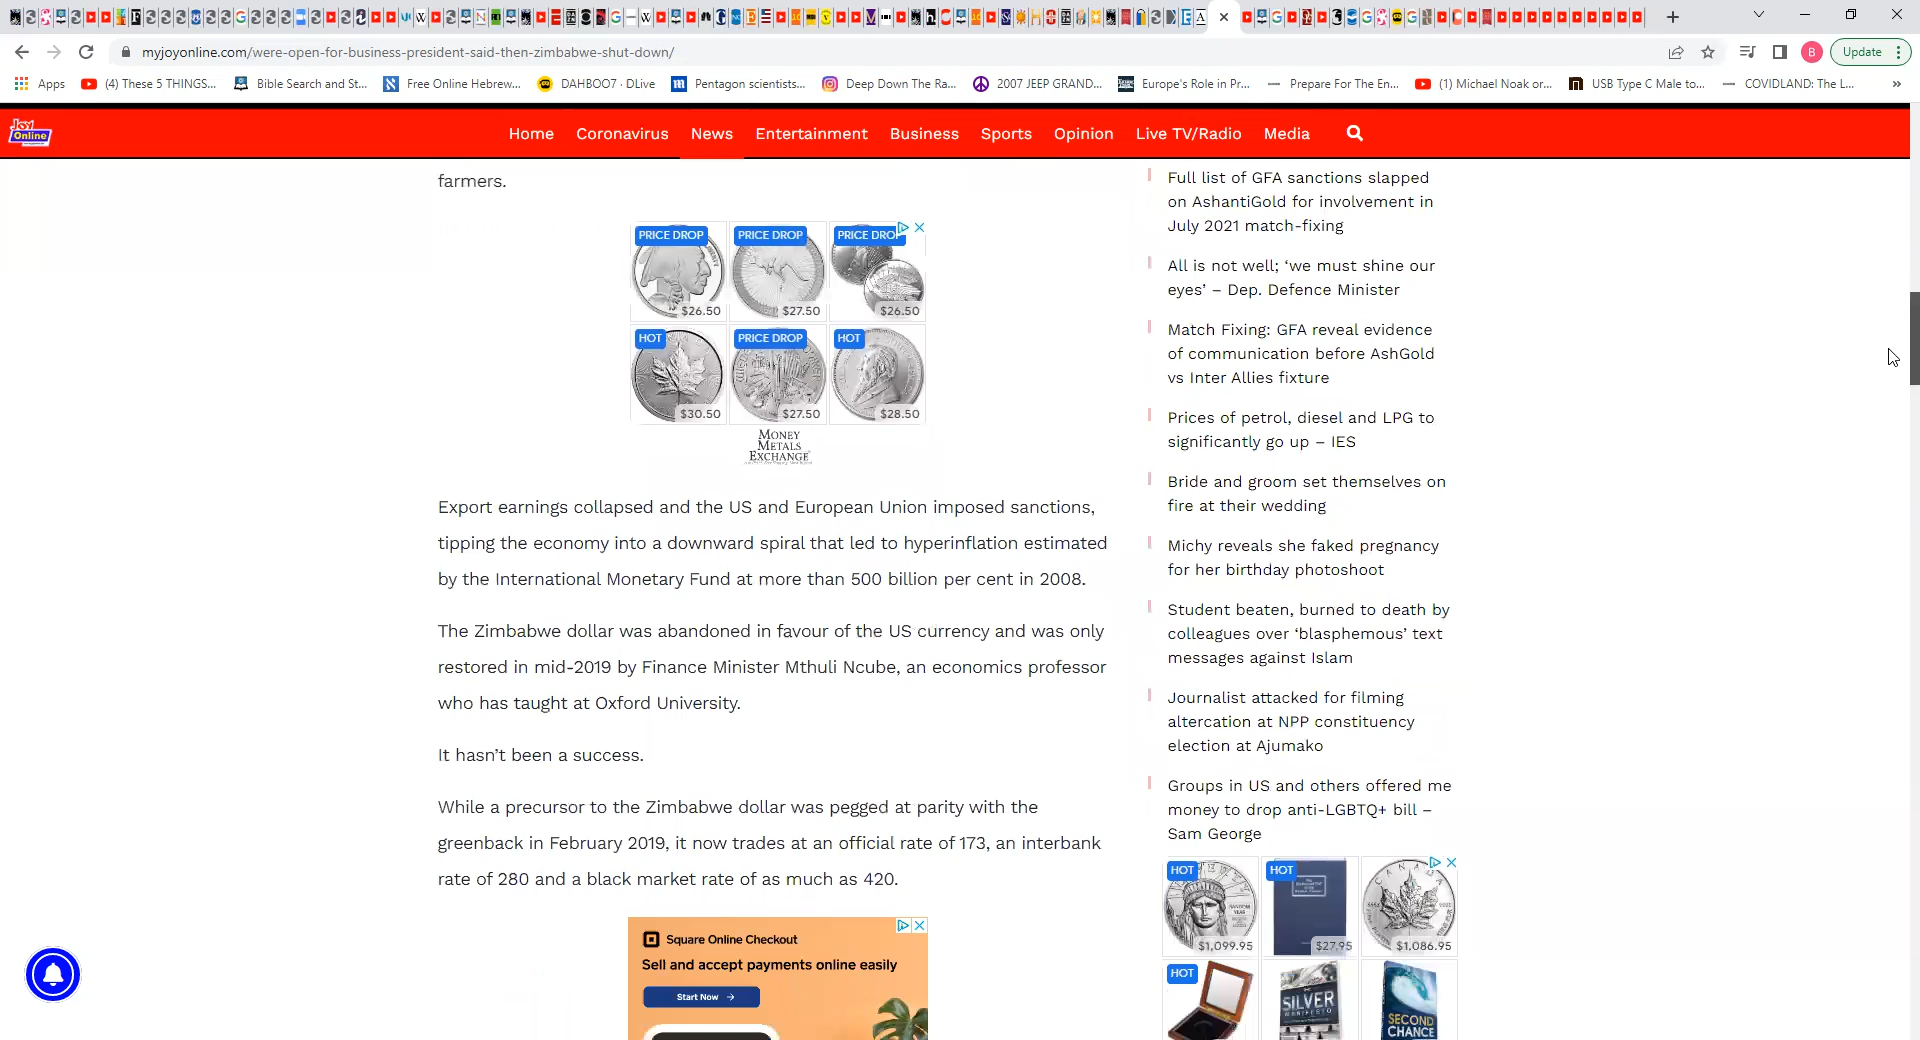 myjoyonline.com/were-open-for-business-president-said-then-zimbabwe-shut-down/
B
Update
Apps
(4) These 5 THINGS...
Bible Search and St...
Free Online Hebrew...
DAHBOO7 · DLive
Pentagon scientists...
Deep Down The Ra...
2007 JEEP GRAND...
Europe's Role in Pr...
Prepare For The En...
(1) Michael Noak or...
USB Type C Male to...
COVIDLAND: The L...
Joy
Online
Home
Coronavirus
News
Entertainment
Business
Sports
Opinion
Live TV/Radio
Media
farmers.
PRICE DROP
PRICE DROP
PRICE DROP
$26.50
$27.50
$26.50
HOT
PRICE DROP
HOT
$30.50
$27.50
$28.50
MONEY
METALS
EXCHANGE
Export earnings collapsed and the US and European Union imposed sanctions,
tipping the economy into a downward spiral that led to hyperinflation estimated
by the International Monetary Fund at more than 500 billion per cent in 2008.
The Zimbabwe dollar was abandoned in favour of the US currency and was only
restored in mid-2019 by Finance Minister Mthuli Ncube, an economics professor
who has taught at Oxford University.
It hasn’t been a success.
While a precursor to the Zimbabwe dollar was pegged at parity with the
greenback in February 2019, it now trades at an official rate of 173, an interbank
rate of 280 and a black market rate of as much as 420.
Square Online Checkout
Sell and accept payments online easily
Start Now
Full list of GFA sanctions slapped
on AshantiGold for involvement in
July 2021 match-fixing
All is not well; ‘we must shine our
eyes’ – Dep. Defence Minister
Match Fixing: GFA reveal evidence
of communication before AshGold
vs Inter Allies fixture
Prices of petrol, diesel and LPG to
significantly go up – IES
Bride and groom set themselves on
fire at their wedding
Michy reveals she faked pregnancy
for her birthday photoshoot
Student beaten, burned to death by
colleagues over ‘blasphemous’ text
messages against Islam
Journalist attacked for filming
altercation at NPP constituency
election at Ajumako
Groups in US and others offered me
money to drop anti-LGBTQ+ bill –
Sam George
HOT
HOT
CANADA
$1,099.95
$27.95
$1,086.95
HOT
SILVER
MANIFESTO
SECOND
CHANCE